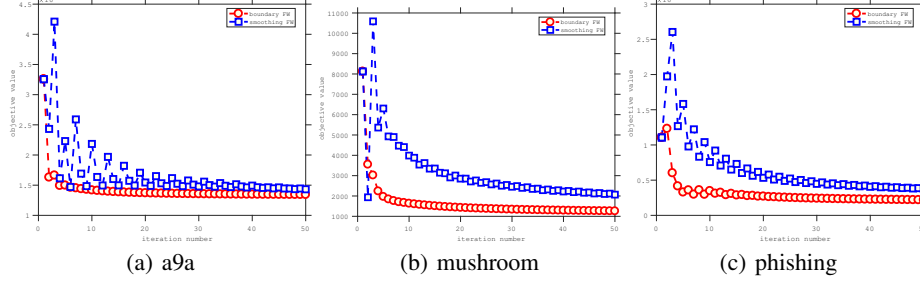 boundary FW
smoothing FW
objective value
4.5
4
3.5
3
2.5
2
1.5
1
0
10
20
30
40
50
iteration number
(a) a9a
boundary FW
smoothing FW
objective value
11000
10000
9000
8000
7000
6000
5000
4000
3000
2000
1000
0
10
20
30
40
50
iteration number
(b) mushroom
boundary FW
smoothing FW
objective value
3
2.5
2
1.5
1
0.5
0
0
10
20
30
40
iteration number
(c) phishing